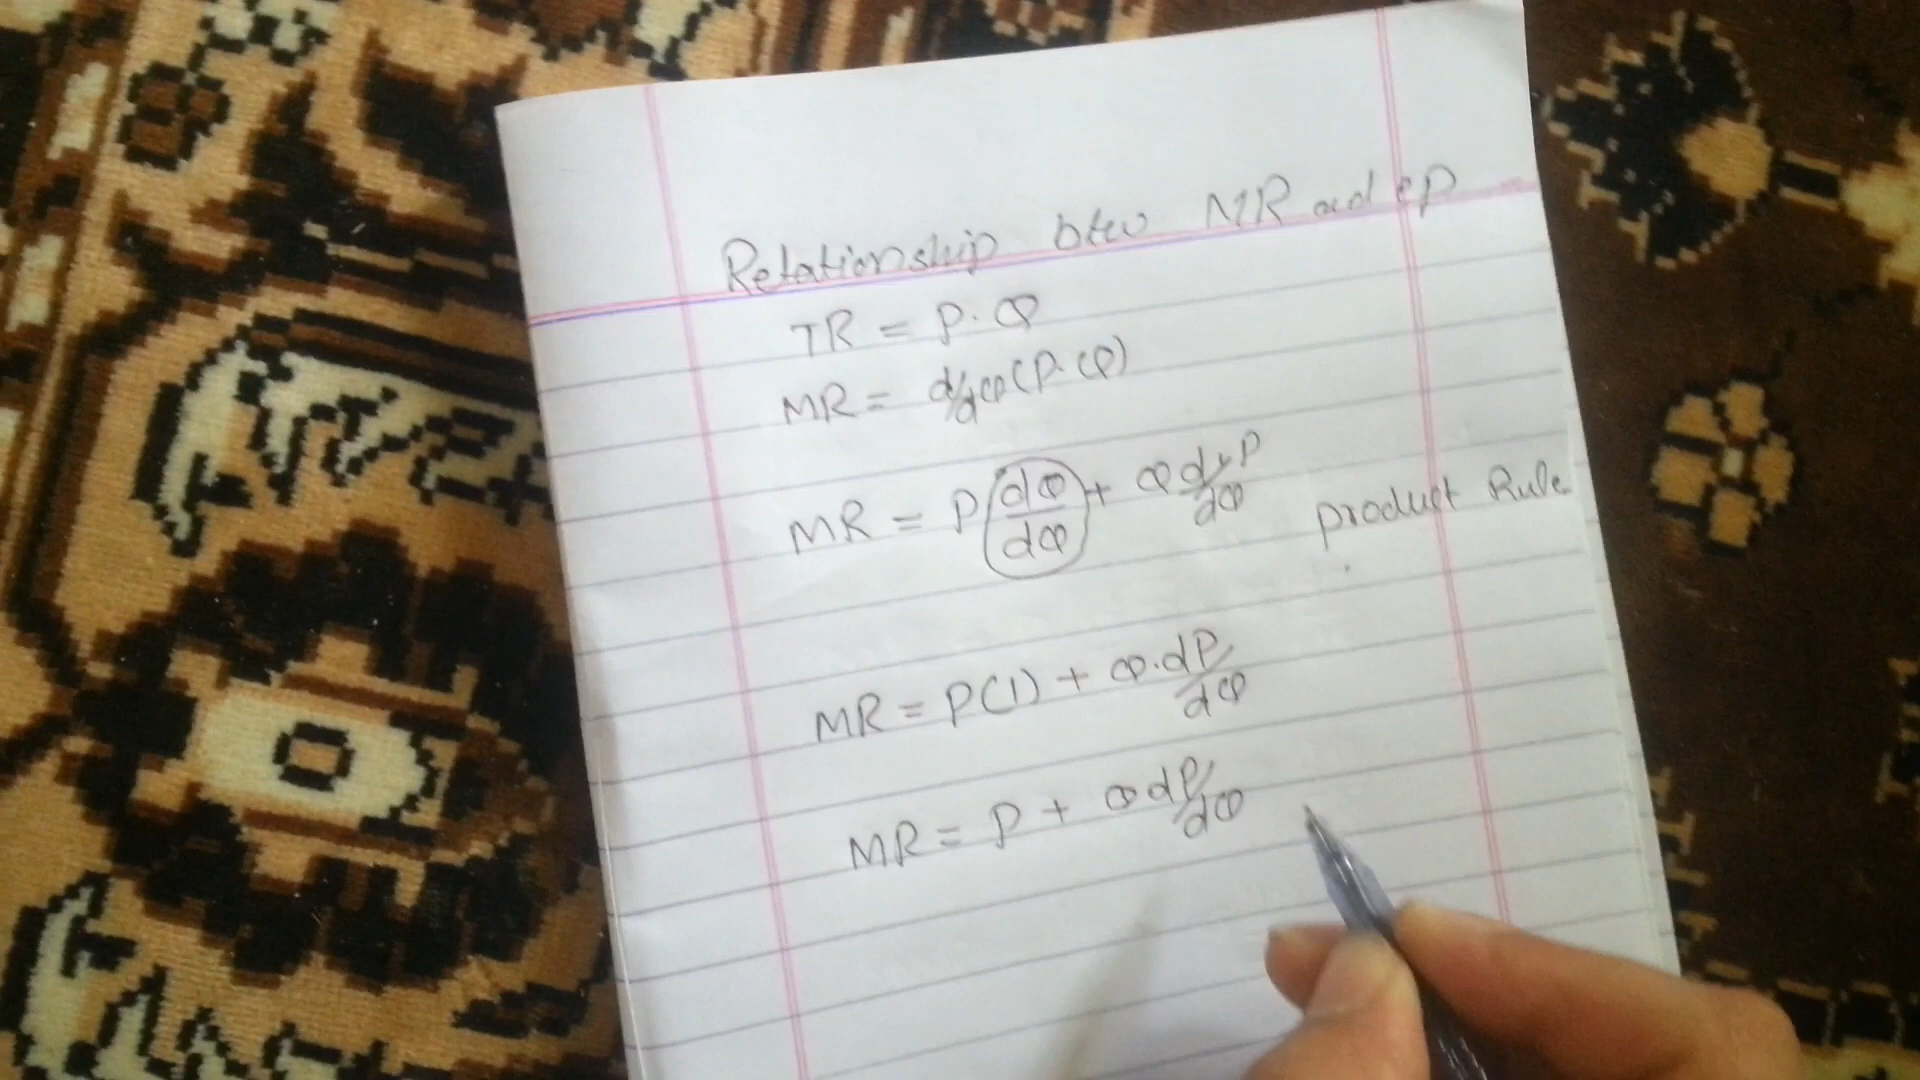 Relationship btw MR and ep
TR = P. Q
MR = d/dQ (P. Q)
MR = P dQ/dQ + Q dP/dQ product Rule
MR = P(1) + Q. dP/dQ
MR = P + Q dP/dQ